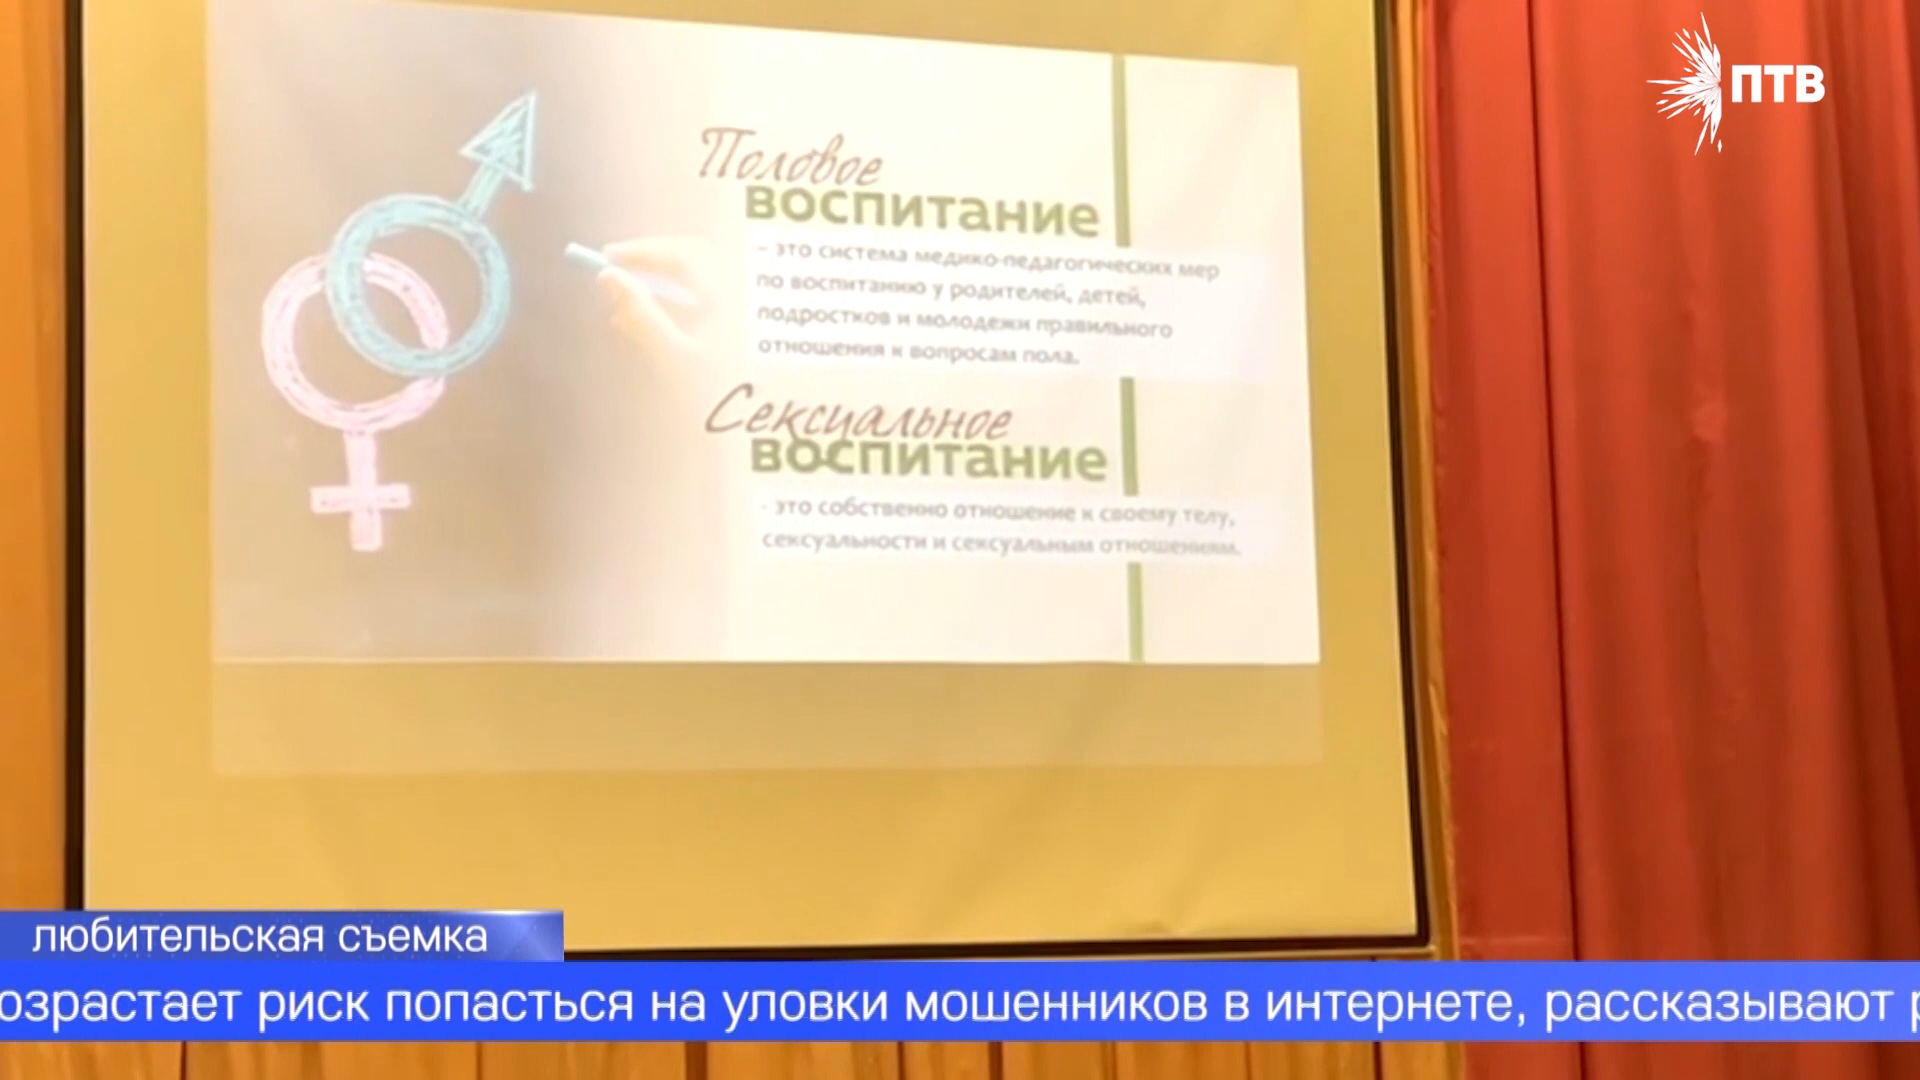 ПТВ
Половое
воспитание
– это система медико-педагогических мер
по воспитанию у родителей, детей,
подростков и молодежи правильного
отношения к вопросам пола.
Сексуальное
воспитание
- это собственно отношение к своему телу,
сексуальности и сексуальным отношениям.
любительская съемка
озрастает риск попасться на уловки мошенников в интернете, рассказывают р